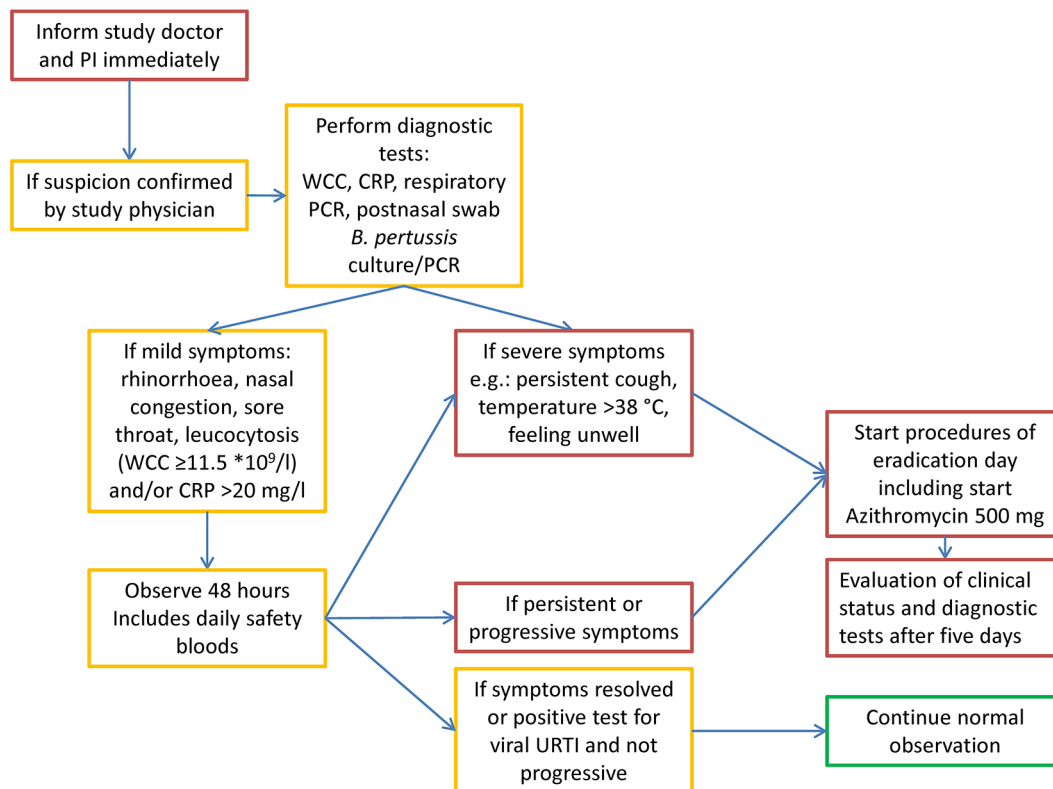 Inform study doctor
and PI immediately
If suspicion confirmed
by study physician
Perform diagnostic
tests:
WCC, CRP, respiratory
PCR, postnasal swab
B. pertussis
culture/PCR
If mild symptoms:
rhinorrhoea, nasal
congestion, sore
throat, leucocytosis
(WCC ≥11.5 *10⁹/l)
and/or CRP >20 mg/l
If severe symptoms
e.g.: persistent cough,
temperature >38 °C,
feeling unwell
Start procedures of
eradication day
including start
Azithromycin 500 mg
Observe 48 hours
Includes daily safety
bloods
If persistent or
progressive symptoms
Evaluation of clinical
status and diagnostic
tests after five days
If symptoms resolved
or positive test for
viral URTI and not
progressive
Continue normal
observation